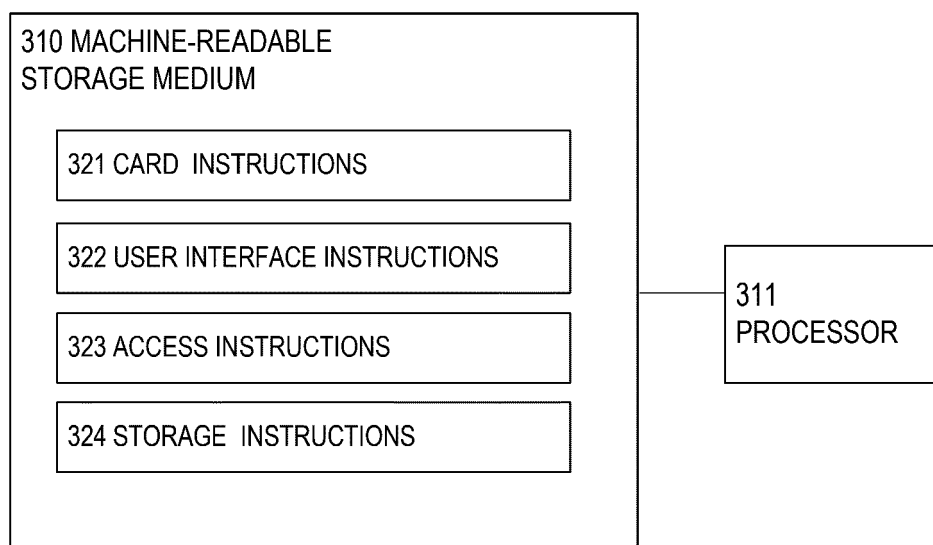 310 MACHINE-READABLE
STORAGE MEDIUM
321 CARD INSTRUCTIONS
322 USER INTERFACE INSTRUCTIONS
323 ACCESS INSTRUCTIONS
324 STORAGE INSTRUCTIONS
311
PROCESSOR